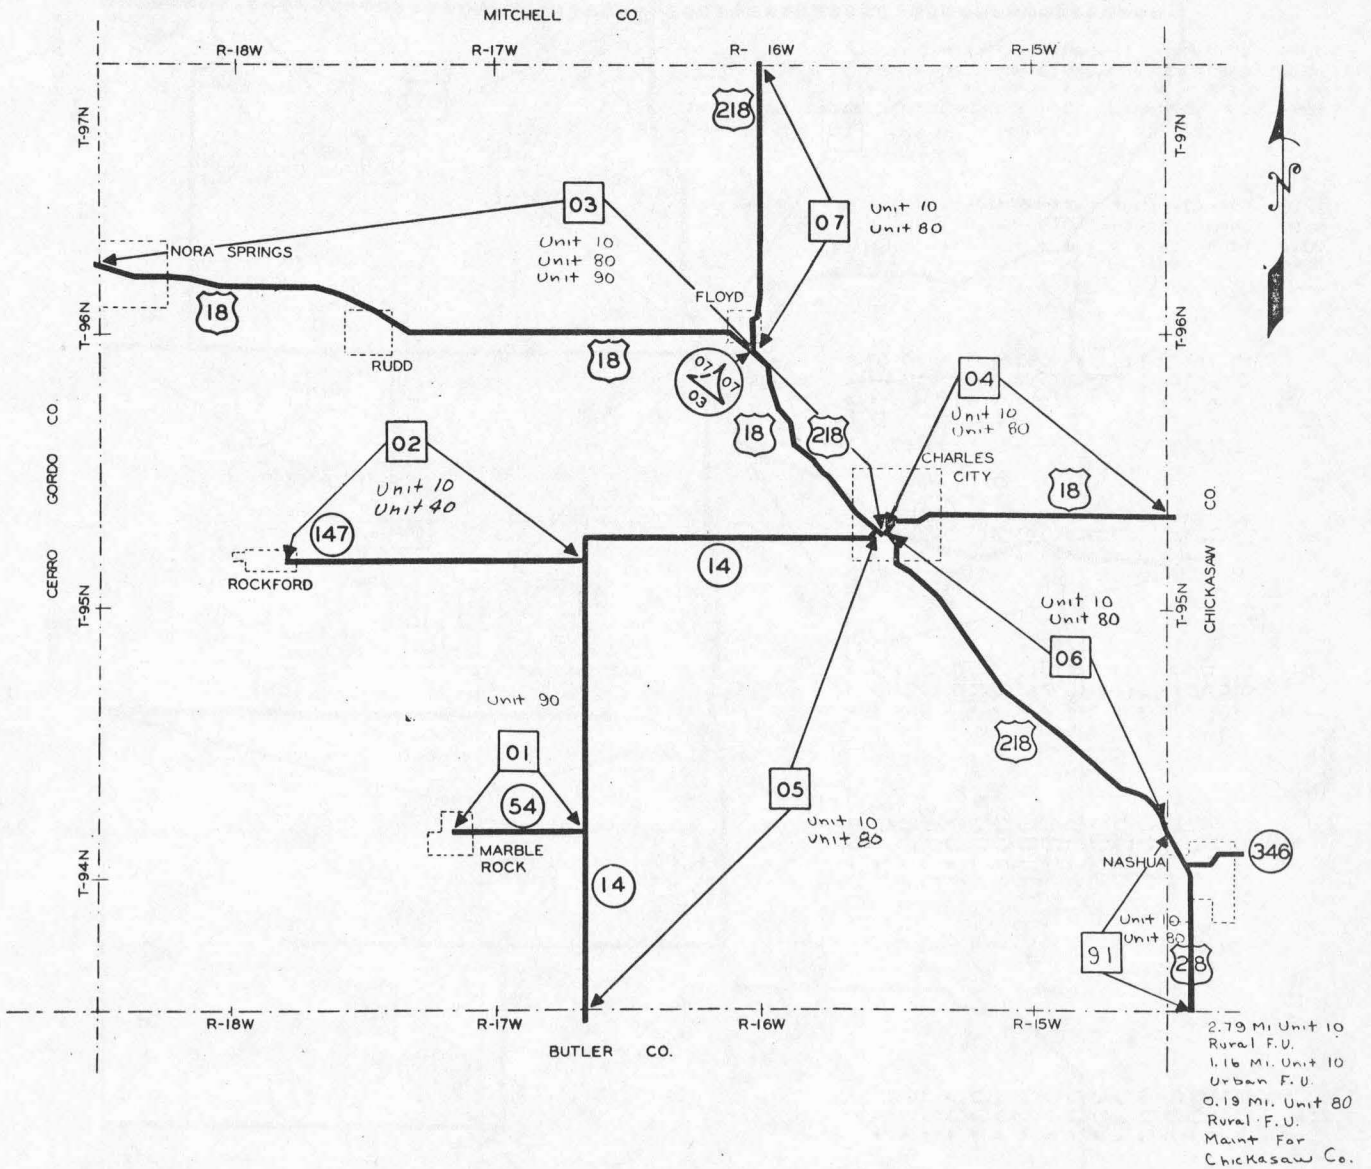 MITCHELL CO.
R-18W R-17W R-16W R-15W
T-97N
T-97N
218
03
07
Unit 10
Unit 80
Unit 10
Unit 80
Unit 90
NORA SPRINGS
FLOYD
18
T-96N
T-96N
18
RUDD
07 07
03
04
Unit 10
Unit 80
18
218
02
CHARLES
CITY
Unit 10
Unit 40
18
CERRO GORDO CO.
CHICKASAW CO.
147
14
ROCKFORD
T-95N
T-95N
Unit 10
Unit 80
06
Unit 90
01
218
05
54
Unit 10
Unit 80
MARBLE
ROCK
346
NASHUA
T-94N
14
Unit 10
Unit 80
91
218
R-18W R-17W R-16W R-15W
BUTLER CO.
2.79 Mi Unit 10
Rural F.U.
1.16 Mi. Unit 10
Urban F.U.
0.19 Mi. Unit 80
Rural F.U.
Maint For
Chickasaw Co.